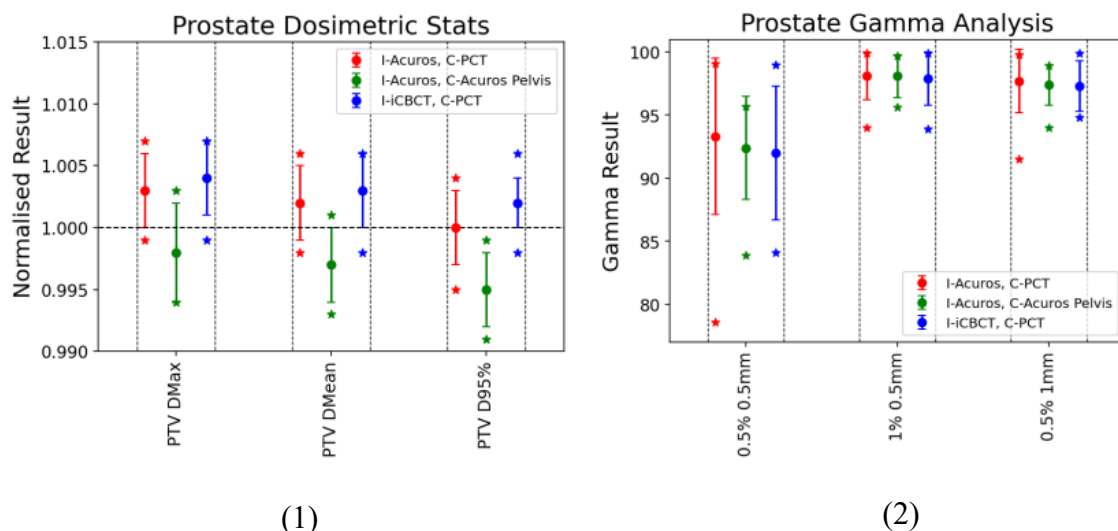 Prostate Dosimetric Stats
Normalised Result
1.015
1.010
1.005
1.000
0.995
0.990
I-Acuros, C-PCT
I-Acuros, C-Acuros Pelvis
I-iCBCT, C-PCT
PTV DMax
PTV DMean
PTV D95%
(1)
Prostate Gamma Analysis
Gamma Result
100
95
90
85
80
I-Acuros, C-PCT
I-Acuros, C-Acuros Pelvis
I-iCBCT, C-PCT
0.5% 0.5mm
1% 0.5mm
0.5% 1mm
(2)